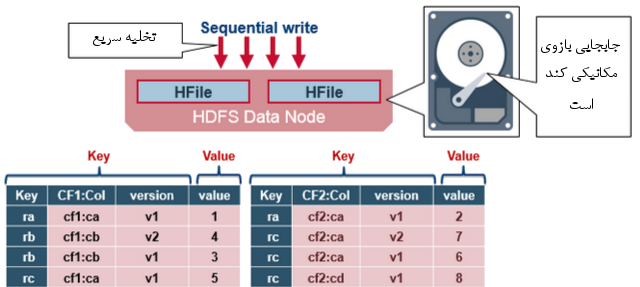 تخلیه سریع
Sequential write
جابجایی بازوی
مکانیکی کند
است
HFile HFile
HDFS Data Node
Key Value Key Value
Key CF1:Col version value Key CF2:Col version value
ra cf1:ca v1 1 ra cf2:ca v1 2
rb cf1:cb v2 4 rc cf2:ca v2 7
rb cf1:cb v1 3 rc cf2:ca v1 6
rc cf1:ca v1 5 rc cf2:cd v1 8